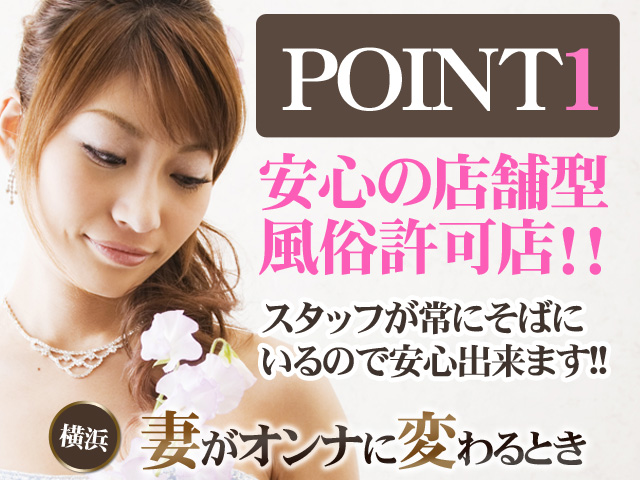 POINT1
安心の店舗型
風俗許可店!!
スタッフが常にそばに
いるので安心出来ます!!
横浜 妻がオンナに変わるとき